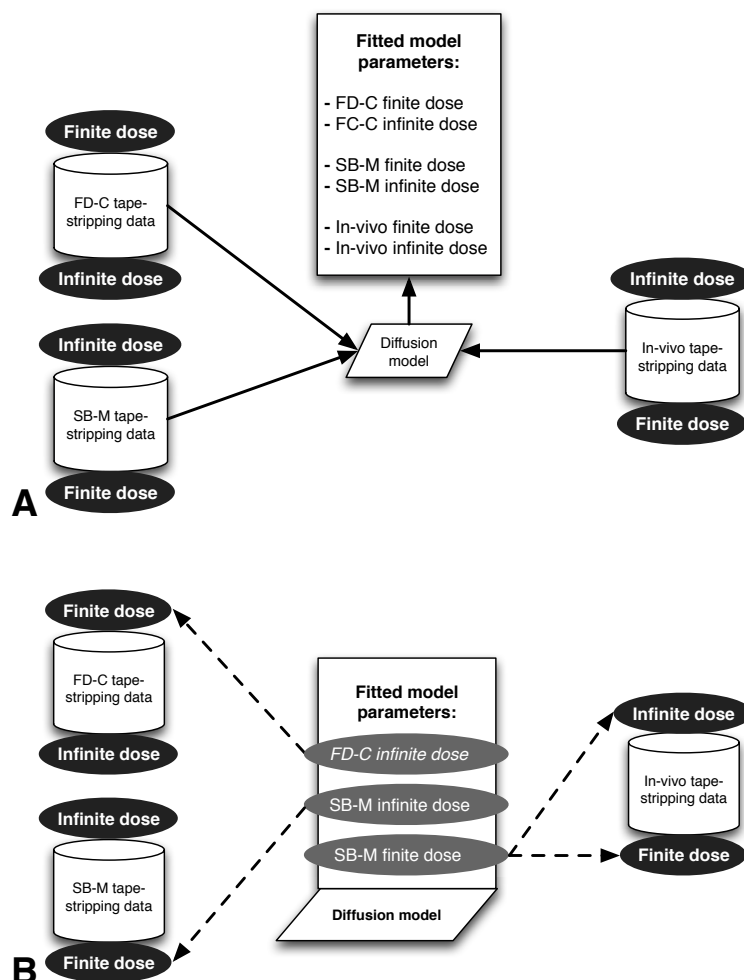 Fitted model
parameters:
- FD-C finite dose
- FC-C infinite dose
- SB-M finite dose
- SB-M infinite dose
- In-vivo finite dose
- In-vivo infinite dose
Finite dose
FD-C tape-
stripping data
Infinite dose
Infinite dose
SB-M tape-
stripping data
Finite dose
Diffusion
model
Infinite dose
In-vivo tape-
stripping data
Finite dose
A
Finite dose
FD-C tape-
stripping data
Infinite dose
Infinite dose
SB-M tape-
stripping data
Finite dose
Fitted model
parameters:
FD-C infinite dose
SB-M infinite dose
SB-M finite dose
Diffusion model
Infinite dose
In-vivo tape-
stripping data
Finite dose
B